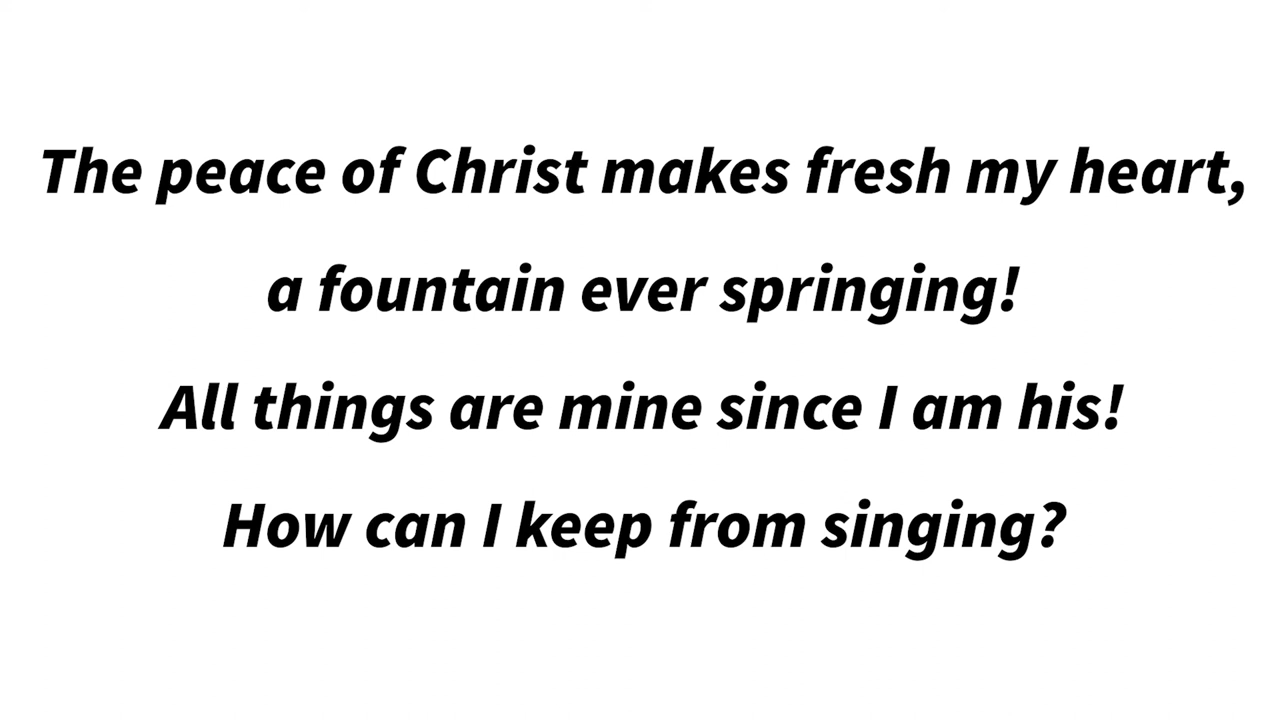 The peace of Christ makes fresh my heart,
a fountain ever springing!
All things are mine since I am his!
How can I keep from singing?